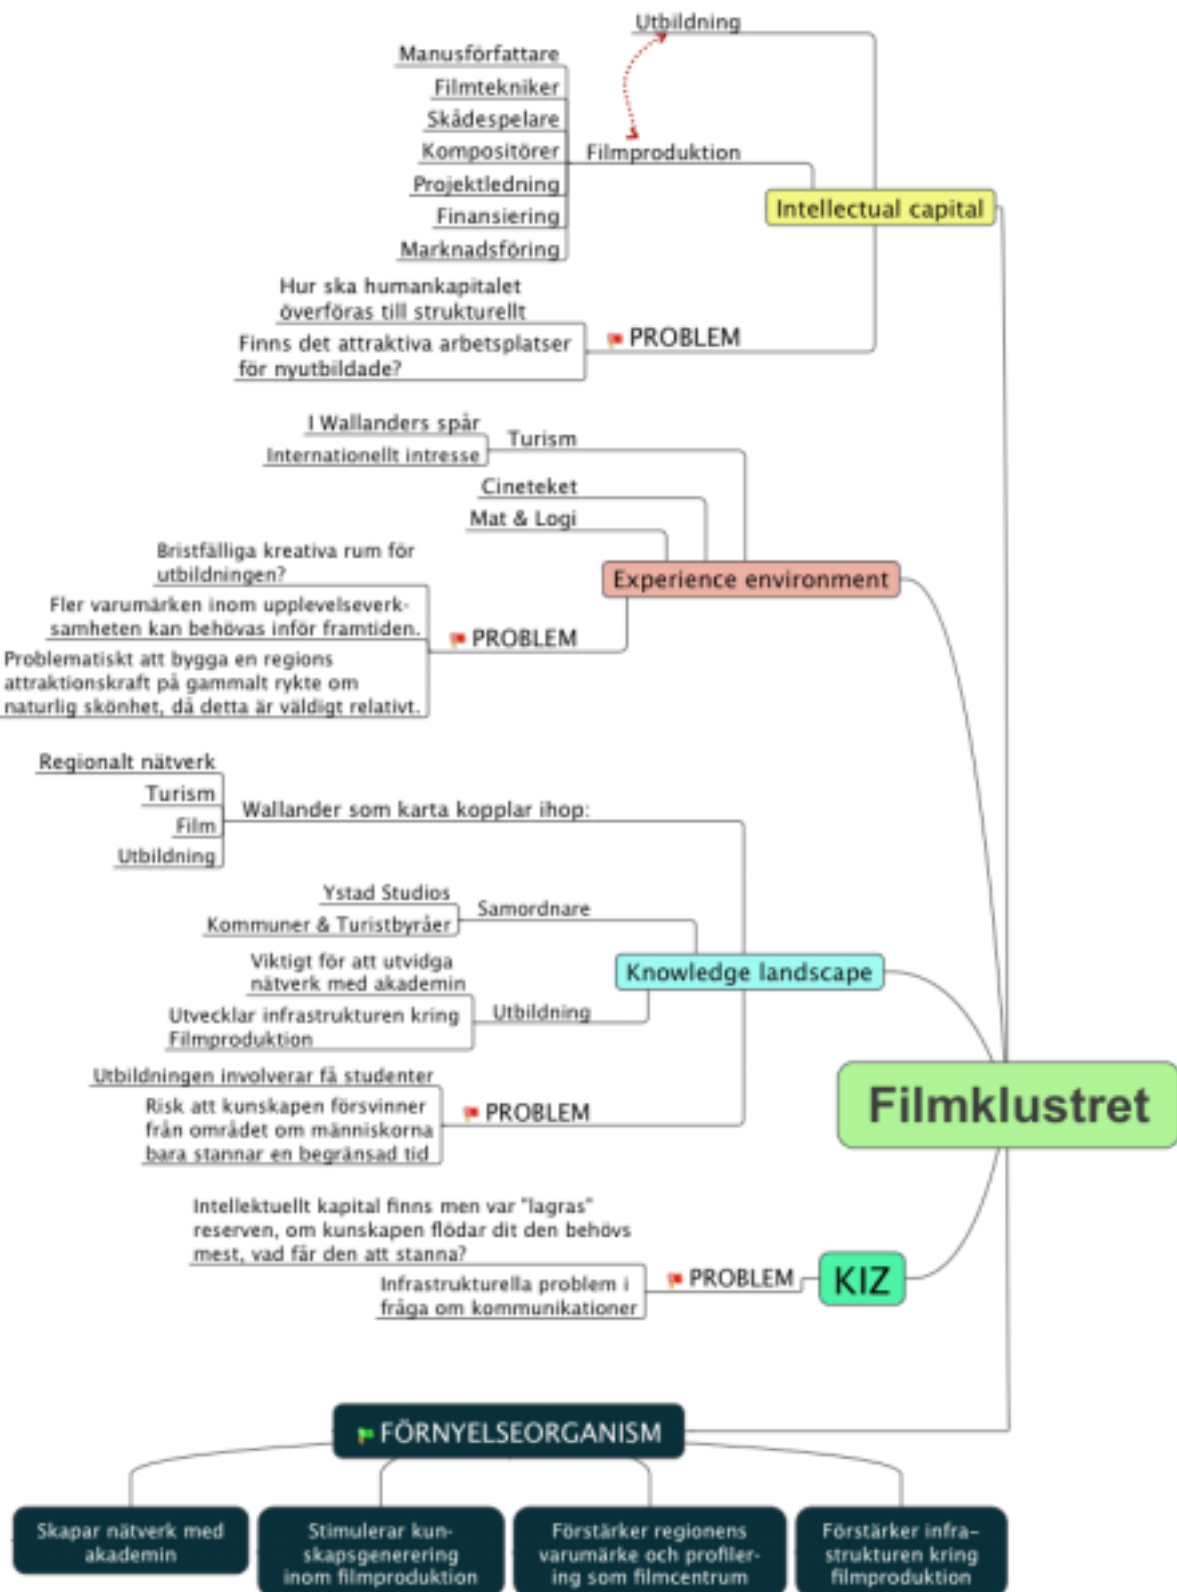 Utbildning
Manusförfattare
Filmtekniker
Skådespelare
Kompositörer
Projektledning
Finansiering
Marknadsföring
Filmproduktion
Intellectual capital
Hur ska humankapitalet
överföras till strukturellt
Finns det attraktiva arbetsplatser
för nyutbildade?
PROBLEM
I Wallanders spår
Internationellt intresse
Turism
Cineteket
Mat & Logi
Experience environment
Bristfälliga kreativa rum för
utbildningen?
Fler varumärken inom upplevelseverk-
samheten kan behövas inför framtiden.
Problematiskt att bygga en regions
attraktionskraft på gammalt rykte om
naturlig skönhet, då detta är väldigt relativt.
PROBLEM
Regionalt nätverk
Turism
Film
Utbildning
Wallander som karta kopplar ihop:
Ystad Studios
Kommuner & Turistbyråer
Samordnare
Knowledge landscape
Viktigt för att utvidga
nätverk med akademin
Utvecklar infrastrukturen kring
Filmproduktion
Utbildning
Utbildningen involverar få studenter
Risk att kunskapen försvinner
från området om människorna
bara stannar en begränsad tid
PROBLEM
Filmklustret
Intellektuellt kapital finns men var "lagras"
reserven, om kunskapen flödar dit den behövs
mest, vad får den att stanna?
Infrastrukturella problem i
fråga om kommunikationer
PROBLEM
KIZ
FÖRNYELSEORGANISM
Skapar nätverk med
akademin
Stimulerar kun-
skapsgenerering
inom filmproduktion
Förstärker regionens
varumärke och profiler-
ing som filmcentrum
Förstärker infra-
strukturen kring
filmproduktion